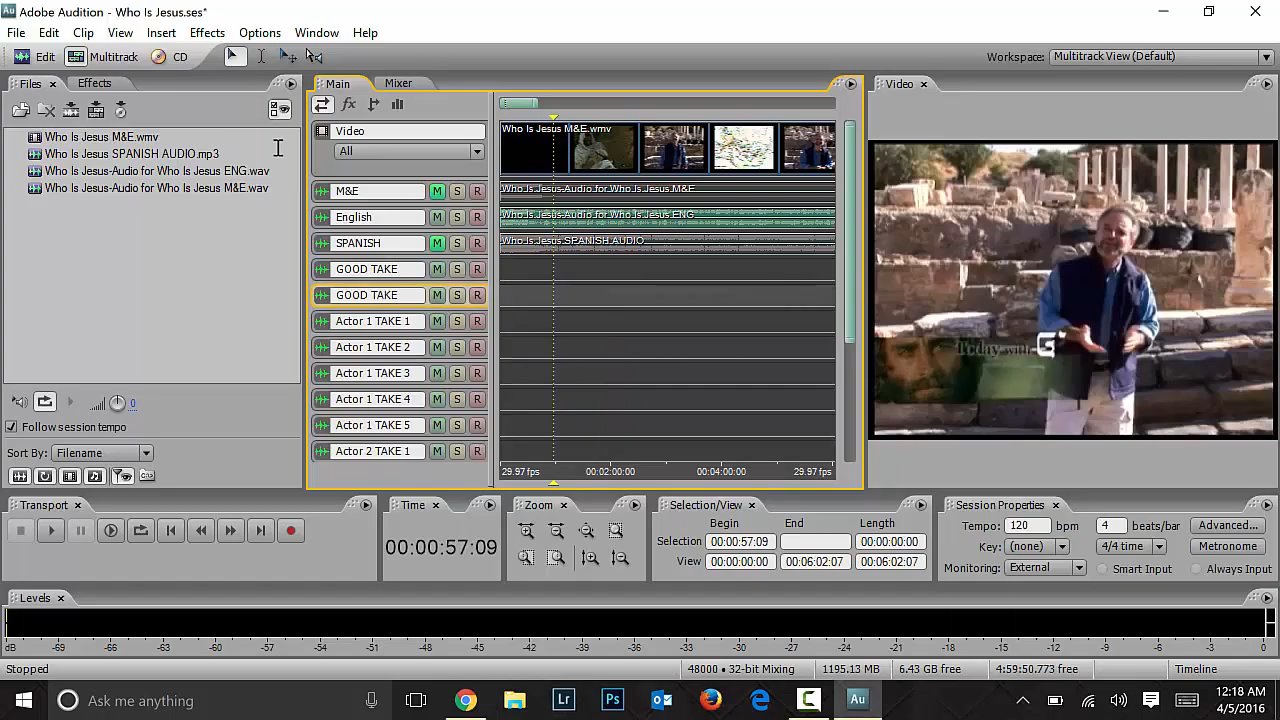 Adobe Audition - Who Is Jesus.ses*
File Edit Clip View Insert Effects Options Window Help
Edit Multitrack CD
Workspace: Multitrack View (Default)
Files Effects
Who Is Jesus M&E.wmv
Who Is Jesus SPANISH AUDIO.mp3
Who Is Jesus-Audio for Who Is Jesus ENG.wav
Who Is Jesus-Audio for Who Is Jesus M&E.wav
0
Follow session tempo
Sort By: Filename
Main Mixer
fx
Video
All
M&E M S R
English M S R
SPANISH M S R
GOOD TAKE M S R
GOOD TAKE M S R
Actor 1 TAKE 1 M S R
Actor 1 TAKE 2 M S R
Actor 1 TAKE 3 M S R
Actor 1 TAKE 4 M S R
Actor 1 TAKE 5 M S R
Actor 2 TAKE 1 M S R
Who Is Jesus M&E.wmv
Who Is Jesus-Audio for Who Is Jesus M&E
Who Is Jesus-Audio for Who Is Jesus ENG
Who Is Jesus SPANISH AUDIO
29.97 fps 00:02:00:00 00:04:00:00 29.97 fps
Video
Today with G
Transport
Time
00:00:57:09
Zoom
Selection/View
Begin End Length
Selection 00:00:57:09 00:00:00:00
View 00:00:00:00 00:06:02:07 00:06:02:07
Session Properties
Tempo: 120 bpm 4 beats/bar Advanced...
Key: (none) 4/4 time Metronome
Monitoring: External Smart Input Always Input
Levels
dB -69 -66 -63 -60 -57 -54 -51 -48 -45 -42 -39 -36 -33 -30 -27 -24 -21 -18 -15 -12 -9 -6 -3 0
Stopped
48000 • 32-bit Mixing 1195.13 MB 6.43 GB free 4:59:50.773 free Timeline
Ask me anything
Lr Ps Au
12:18 AM
4/5/2016